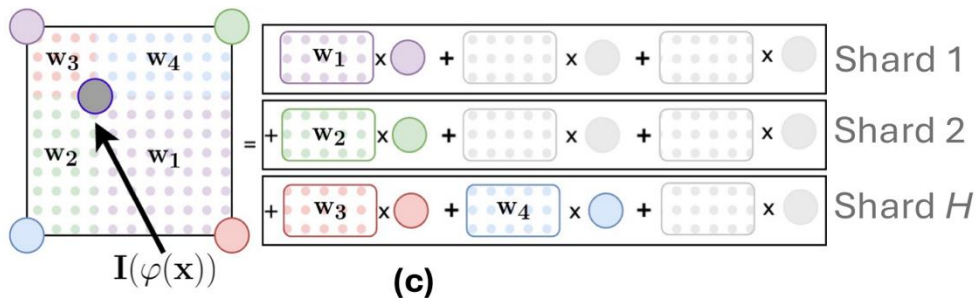 w₃ w₄
w₂ w₁
I(φ(x))
=
w₁ x + x + x Shard 1
+ w₂ x + x + x Shard 2
+ w₃ x + w₄ x + x Shard H
(c)